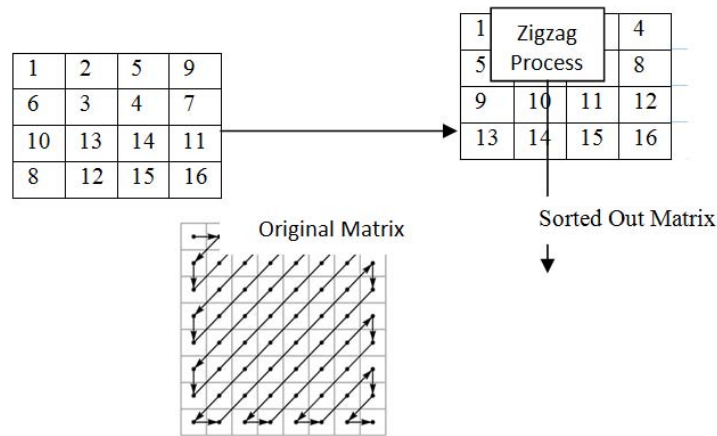 1 2 5 9
6 3 4 7
10 13 14 11
8 12 15 16
1 4
5 8
9 10 11 12
13 14 15 16
Zigzag
Process
Original Matrix
Sorted Out Matrix